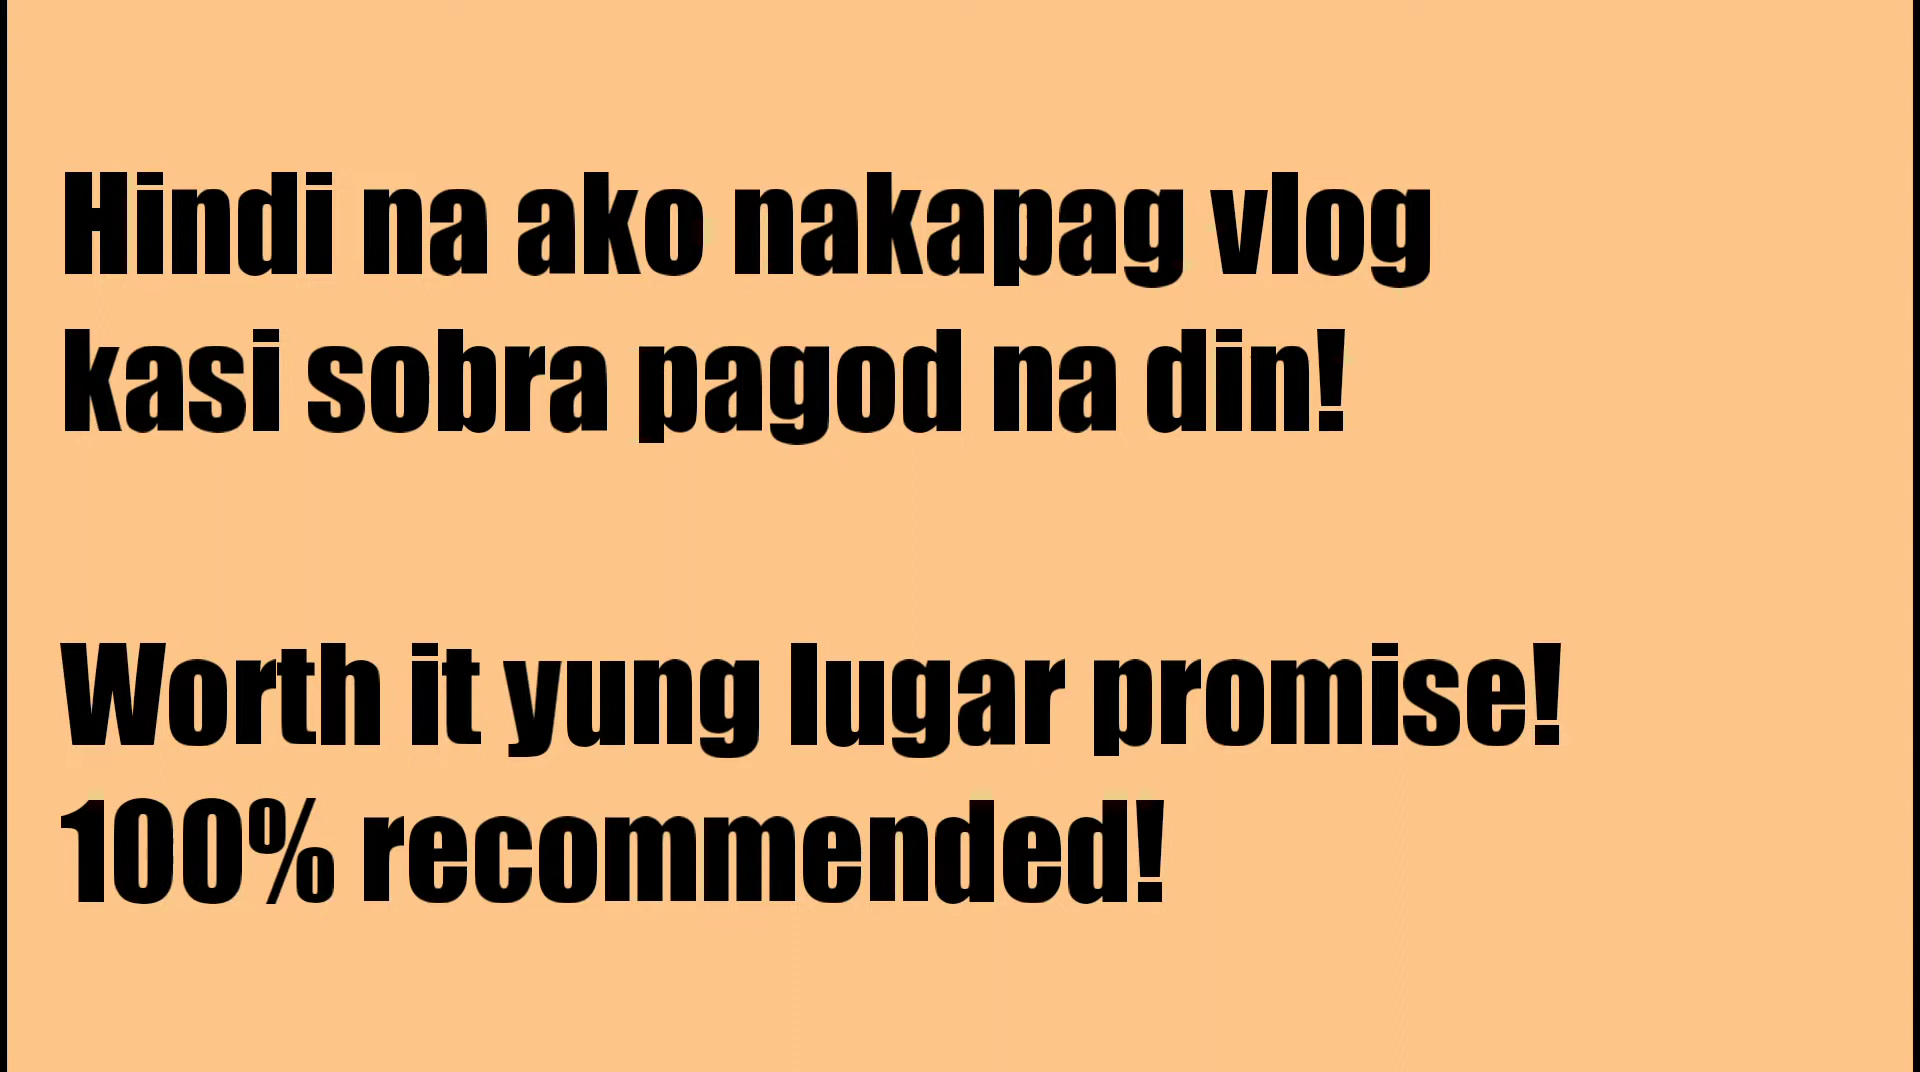 Hindi na ako nakapag vlog
kasi sobra pagod na din!
Worth it yung lugar promise!
100% recommended!